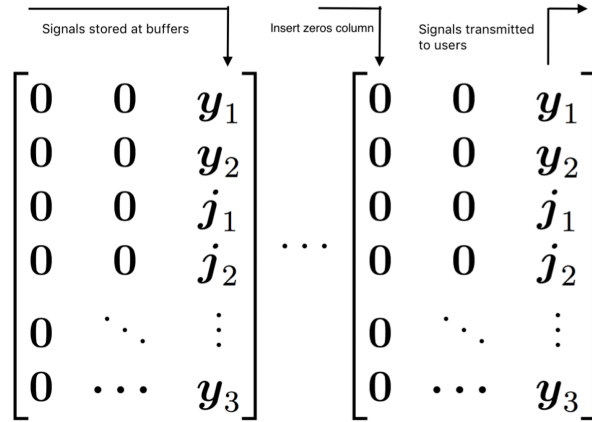 Signals stored at buffers Insert zeros column Signals transmitted
to users
0 0 y₁ 0 0 y₁
0 0 y₂ 0 0 y₂
0 0 j₁ 0 0 j₁
0 0 j₂ ⋯ 0 0 j₂
0 ⋱ ⋮ 0 ⋱ ⋮
0 ⋯ y₃ 0 ⋯ y₃